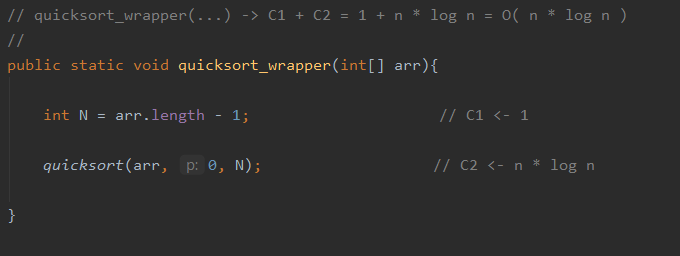 // quicksort_wrapper(...) -> C1 + C2 = 1 + n * log n = O( n * log n )
//
public static void quicksort_wrapper(int[] arr){
int N = arr.length - 1; // C1 <- 1
quicksort(arr, p: 0, N); // C2 <- n * log n
}